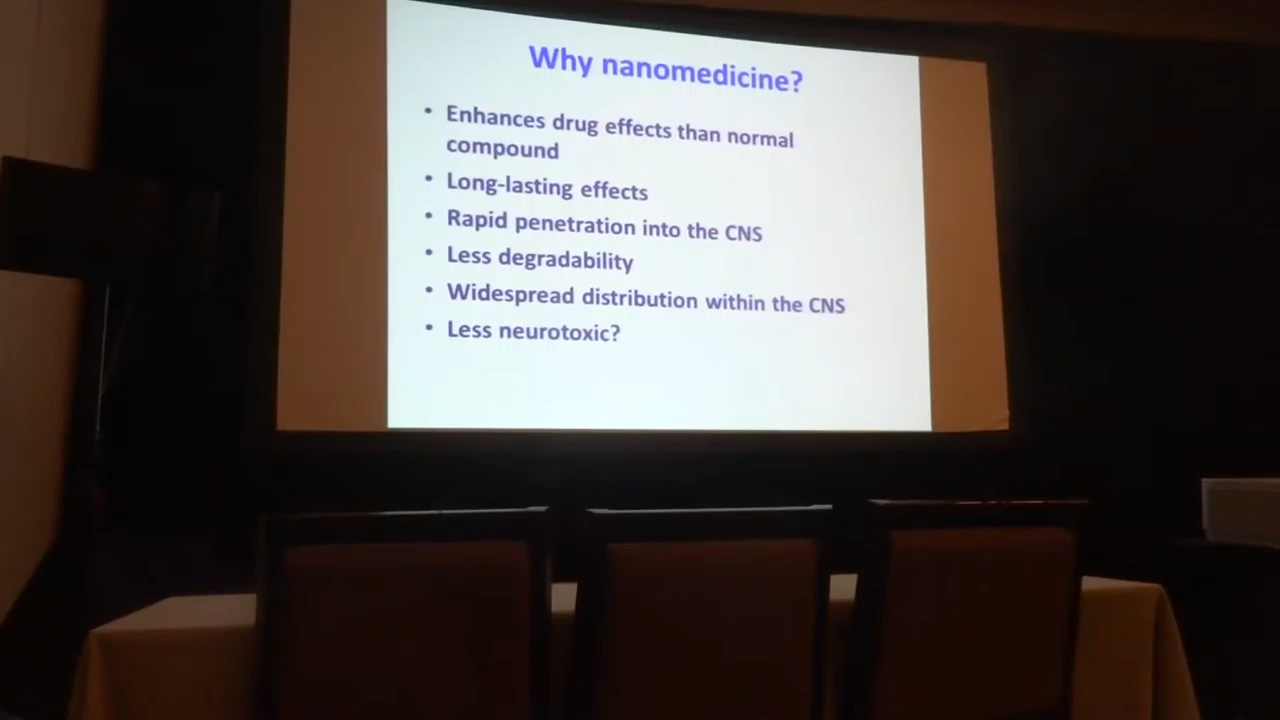 Why nanomedicine?
• Enhances drug effects than normal
compound
• Long-lasting effects
• Rapid penetration into the CNS
• Less degradability
• Widespread distribution within the CNS
• Less neurotoxic?